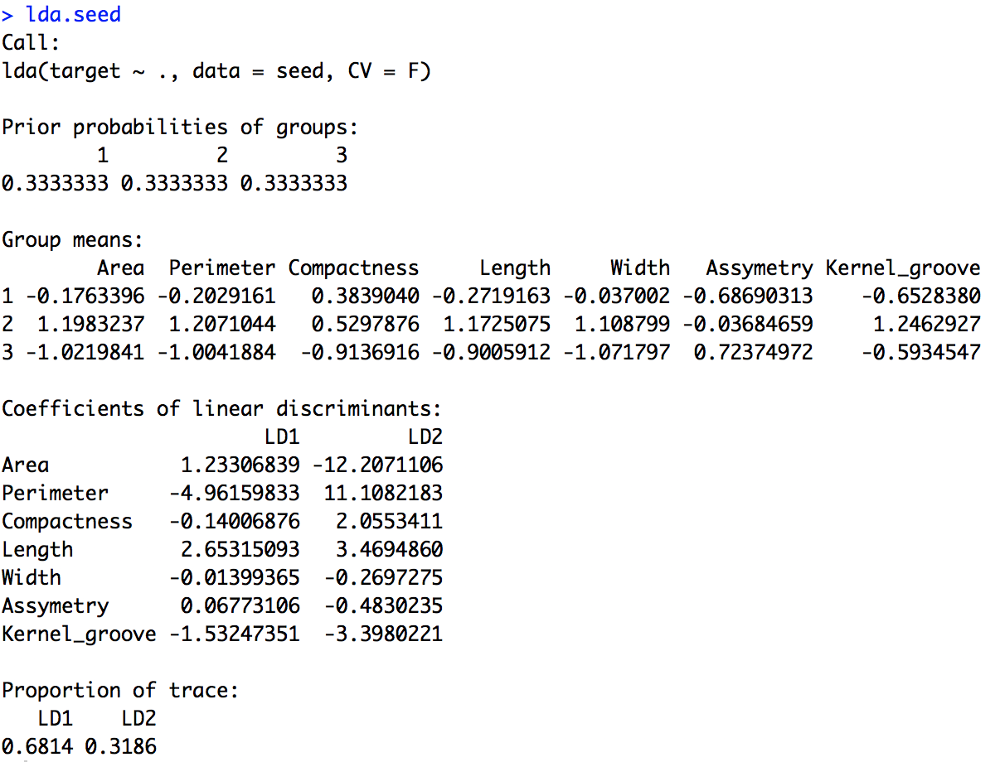 > lda.seed
Call:
lda(target ~ ., data = seed, CV = F)

Prior probabilities of groups:
        1         2         3
0.3333333 0.3333333 0.3333333

Group means:
        Area  Perimeter Compactness     Length     Width   Assymetry Kernel_groove
1 -0.1763396 -0.2029161   0.3839040 -0.2719163 -0.037002 -0.68690313    -0.6528380
2  1.1983237  1.2071044   0.5297876  1.1725075  1.108799 -0.03684659     1.2462927
3 -1.0219841 -1.0041884  -0.9136916 -0.9005912 -1.071797  0.72374972    -0.5934547

Coefficients of linear discriminants:
                      LD1         LD2
Area           1.23306839 -12.2071106
Perimeter     -4.96159833  11.1082183
Compactness   -0.14006876   2.0553411
Length         2.65315093   3.4694860
Width         -0.01399365  -0.2697275
Assymetry      0.06773106  -0.4830235
Kernel_groove -1.53247351  -3.3980221

Proportion of trace:
   LD1    LD2
0.6814 0.3186